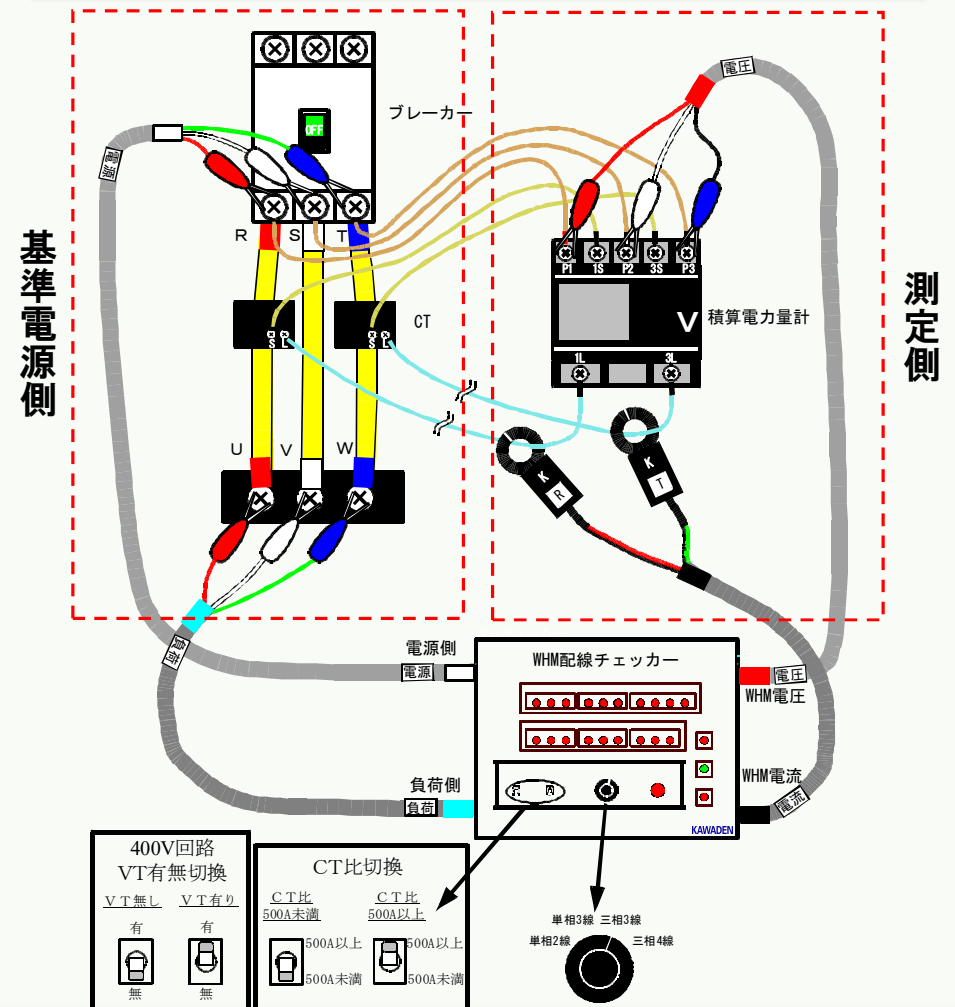 基準電源側
測定側
電圧
ブレーカー
OFF
電源
R
S
T
P1
1S
P2
3S
P3
V
積算電力量計
CT
S
L
S
L
1L
3L
U
V
W
K
R
K
T
負荷
電源側
電源
WHM配線チェッカー
電圧
WHM電圧
WHM電流
電流
負荷側
負荷
KAWADEN
400V回路
VT有無切換
VT無し
VT有り
有
有
無
無
CT比切換
CT比
500A未満
CT比
500A以上
500A以上
500A以上
500A未満
500A未満
単相3線 三相3線
単相2線
三相4線